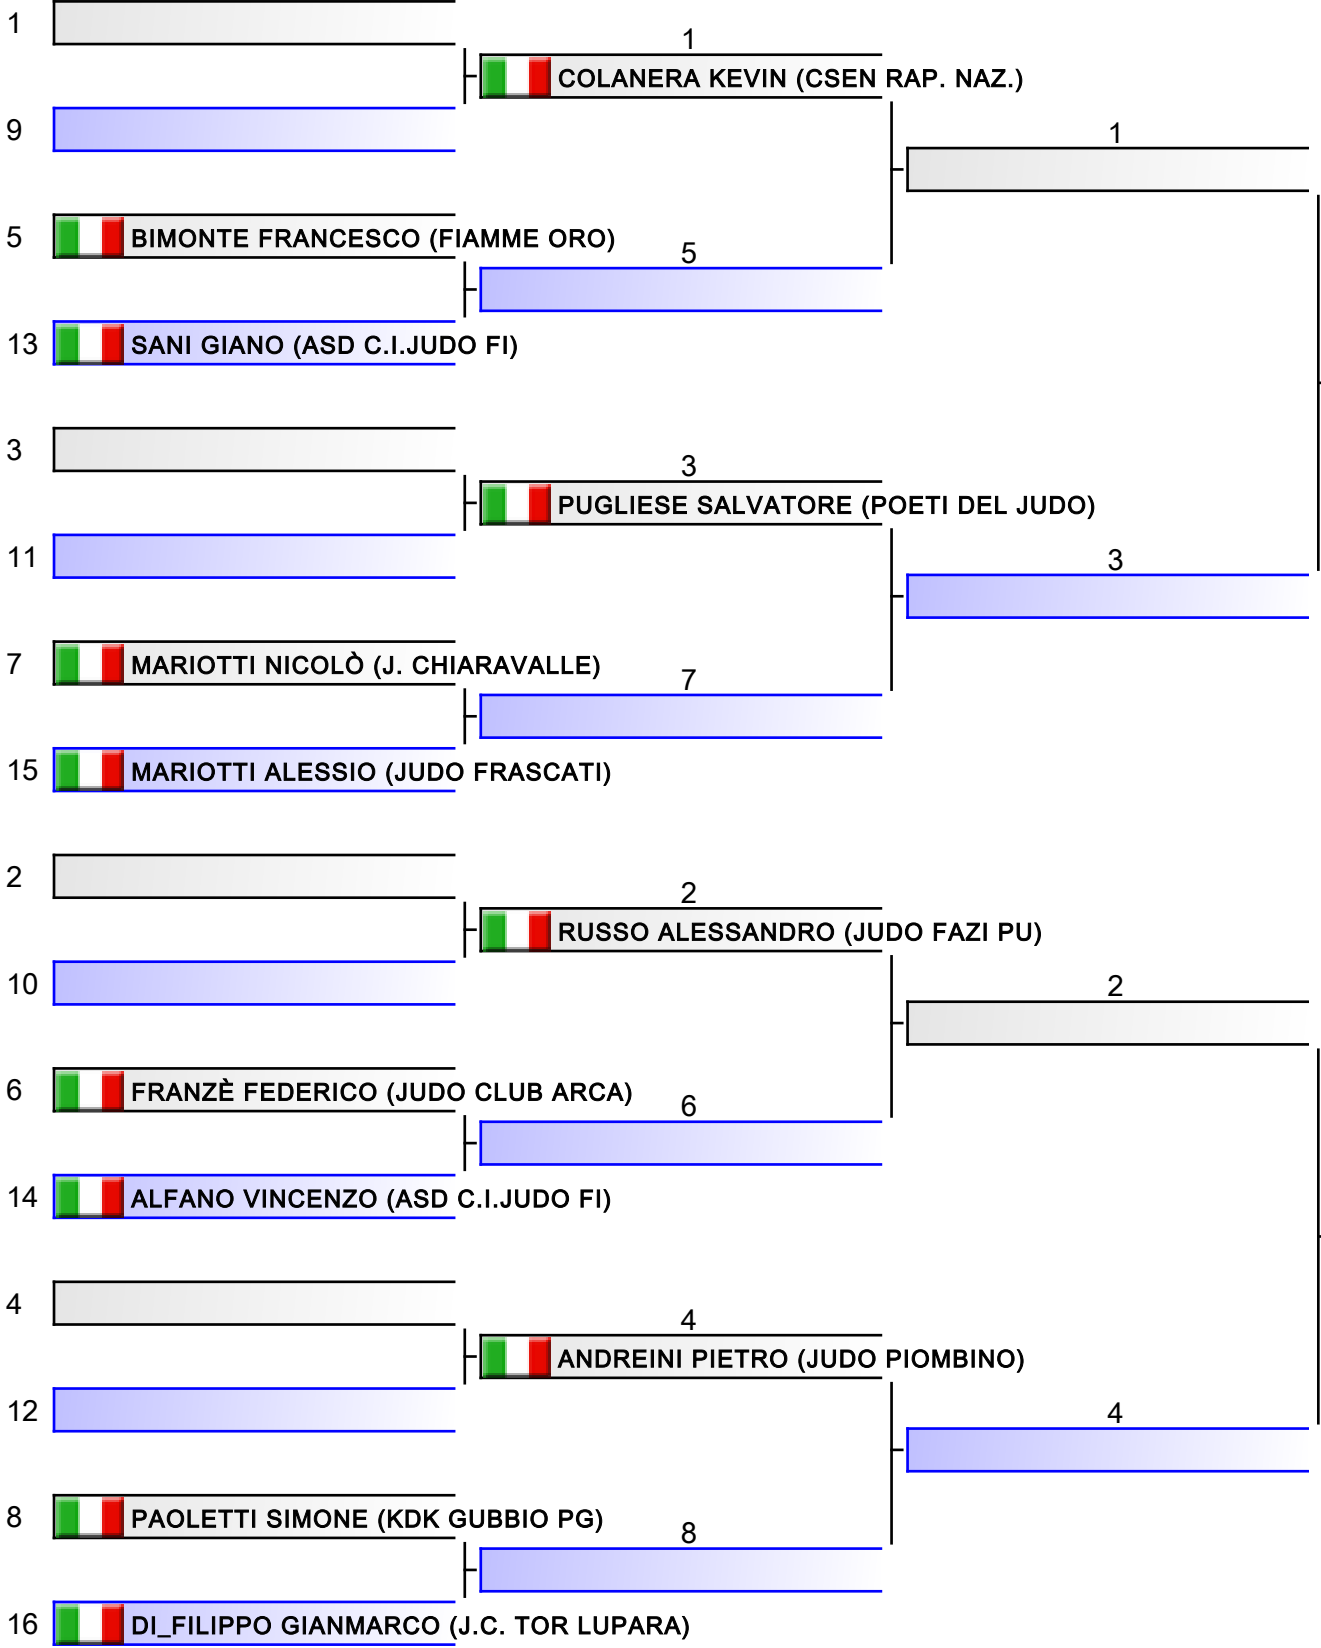 1
1
COLANERA KEVIN (CSEN RAP. NAZ.)
9
1
5
BIMONTE FRANCESCO (FIAMME ORO)
5
13
SANI GIANO (ASD C.I.JUDO FI)
3
3
PUGLIESE SALVATORE (POETI DEL JUDO)
11
3
7
MARIOTTI NICOLÒ (J. CHIARAVALLE)
7
15
MARIOTTI ALESSIO (JUDO FRASCATI)
2
2
RUSSO ALESSANDRO (JUDO FAZI PU)
10
2
6
FRANZÈ FEDERICO (JUDO CLUB ARCA)
6
14
ALFANO VINCENZO (ASD C.I.JUDO FI)
4
4
ANDREINI PIETRO (JUDO PIOMBINO)
12
4
8
PAOLETTI SIMONE (KDK GUBBIO PG)
8
16
DI_FILIPPO GIANMARCO (J.C. TOR LUPARA)